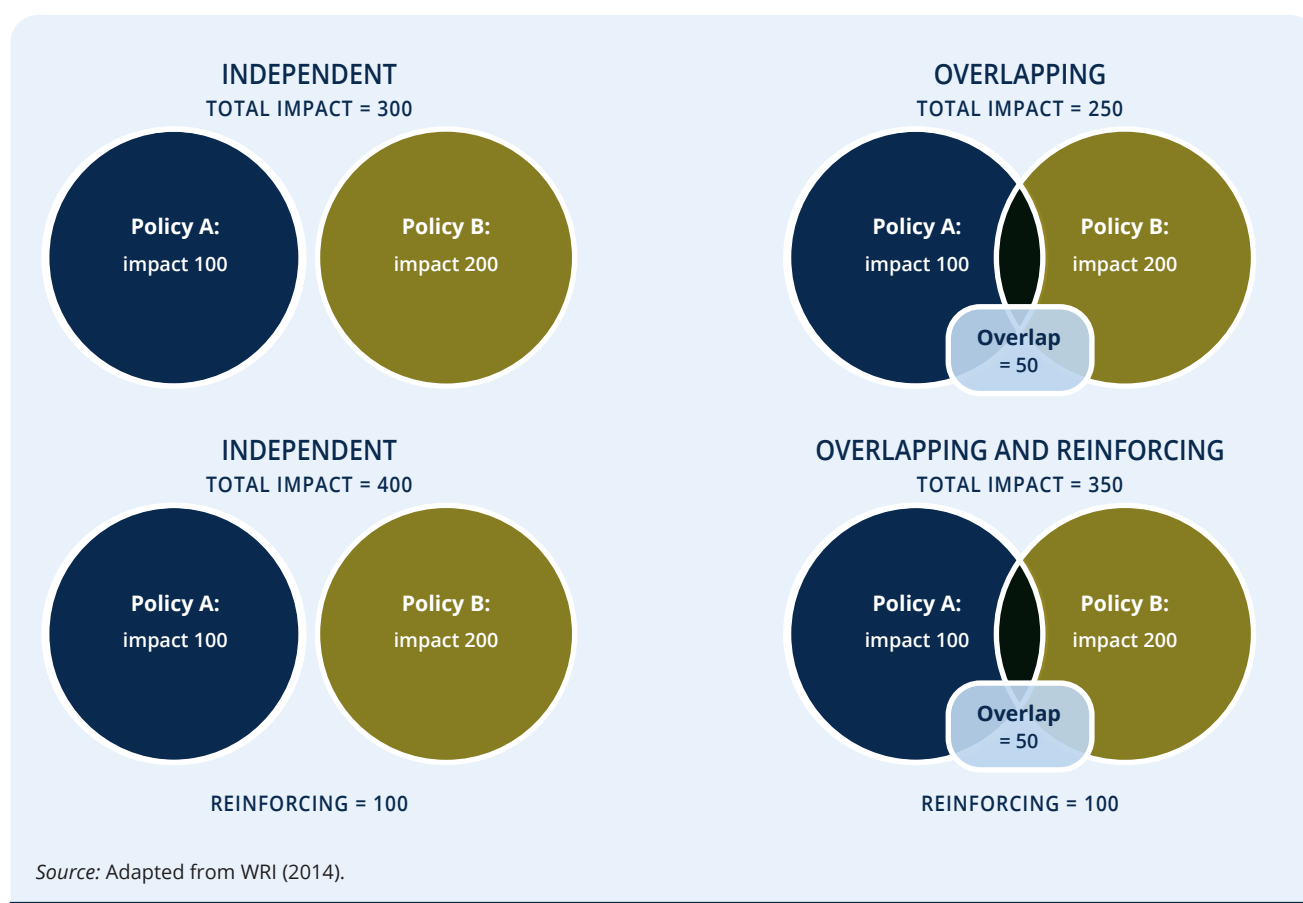 INDEPENDENT
TOTAL IMPACT = 300
Policy A:
impact 100
Policy B:
impact 200
OVERLAPPING
TOTAL IMPACT = 250
Policy A:
impact 100
Policy B:
impact 200
Overlap
= 50
INDEPENDENT
TOTAL IMPACT = 400
Policy A:
impact 100
Policy B:
impact 200
REINFORCING = 100
OVERLAPPING AND REINFORCING
TOTAL IMPACT = 350
Policy A:
impact 100
Policy B:
impact 200
Overlap
= 50
REINFORCING = 100
Source: Adapted from WRI (2014).